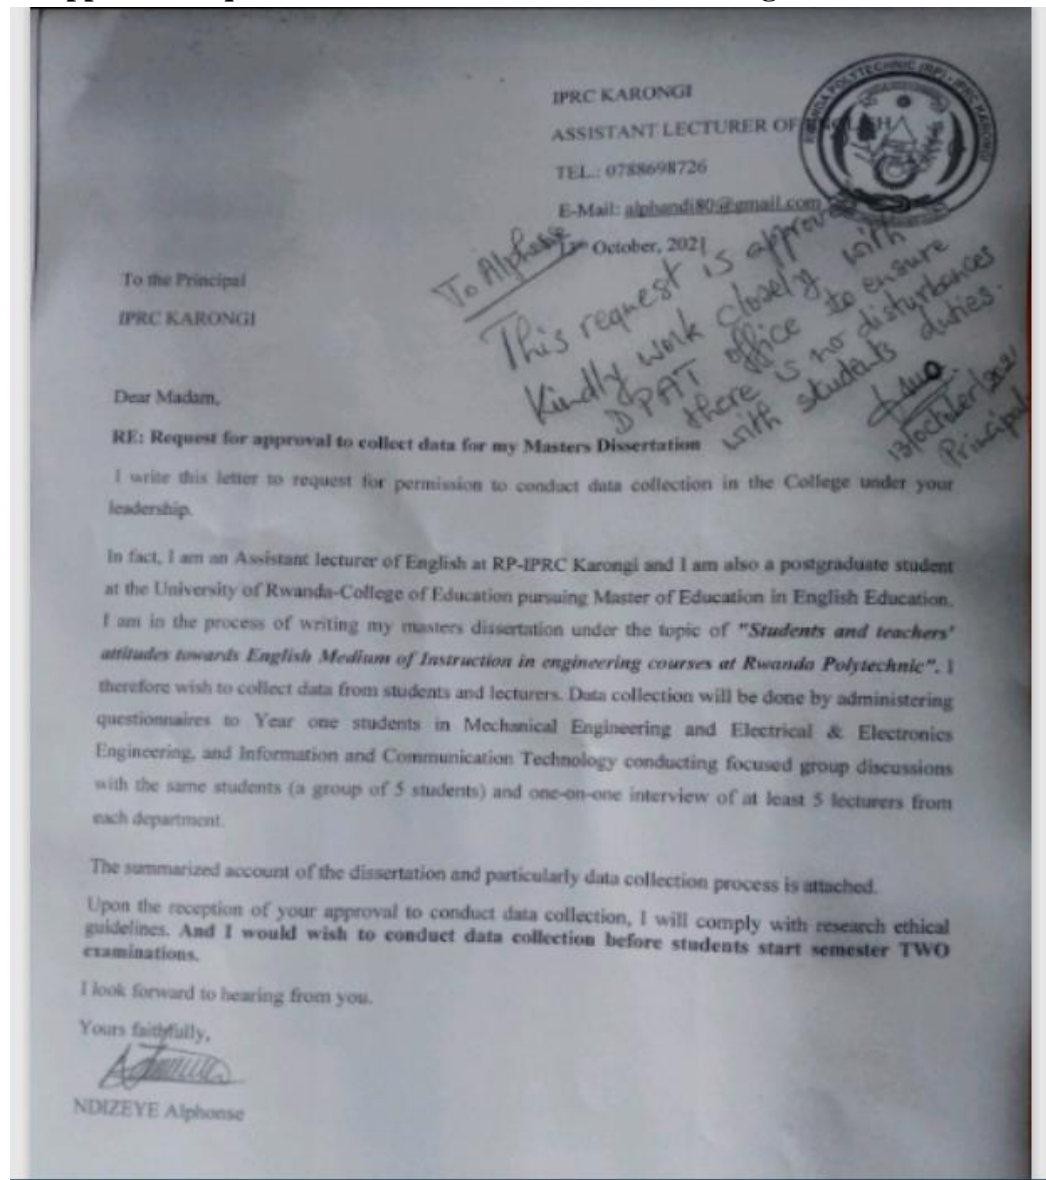 IPRC KARONGI
ASSISTANT LECTURER OF ENGLISH
TEL.: 0788698726
E-Mail: alphandi80@gmail.com
October, 2021
RWANDA POLYTECHNIC (RP) - IPRC KARONGI
To Alphonse
This request is approved
Kindly work closely with
DPAT office to ensure
there is no disturbances
with students duties.
13/October/2021
Principal
To the Principal
IPRC KARONGI
Dear Madam,
RE: Request for approval to collect data for my Masters Dissertation
I write this letter to request for permission to conduct data collection in the College under your
leadership.
In fact, I am an Assistant lecturer of English at RP-IPRC Karongi and I am also a postgraduate student
at the University of Rwanda-College of Education pursuing Master of Education in English Education.
I am in the process of writing my masters dissertation under the topic of "Students and teachers'
attitudes towards English Medium of Instruction in engineering courses at Rwanda Polytechnic". I
therefore wish to collect data from students and lecturers. Data collection will be done by administering
questionnaires to Year one students in Mechanical Engineering and Electrical & Electronics
Engineering, and Information and Communication Technology conducting focused group discussions
with the same students (a group of 5 students) and one-on-one interview of at least 5 lecturers from
each department.
The summarized account of the dissertation and particularly data collection process is attached.
Upon the reception of your approval to conduct data collection, I will comply with research ethical
guidelines. And I would wish to conduct data collection before students start semester TWO
examinations.
I look forward to hearing from you.
Yours faithfully,
NDIZEYE Alphonse